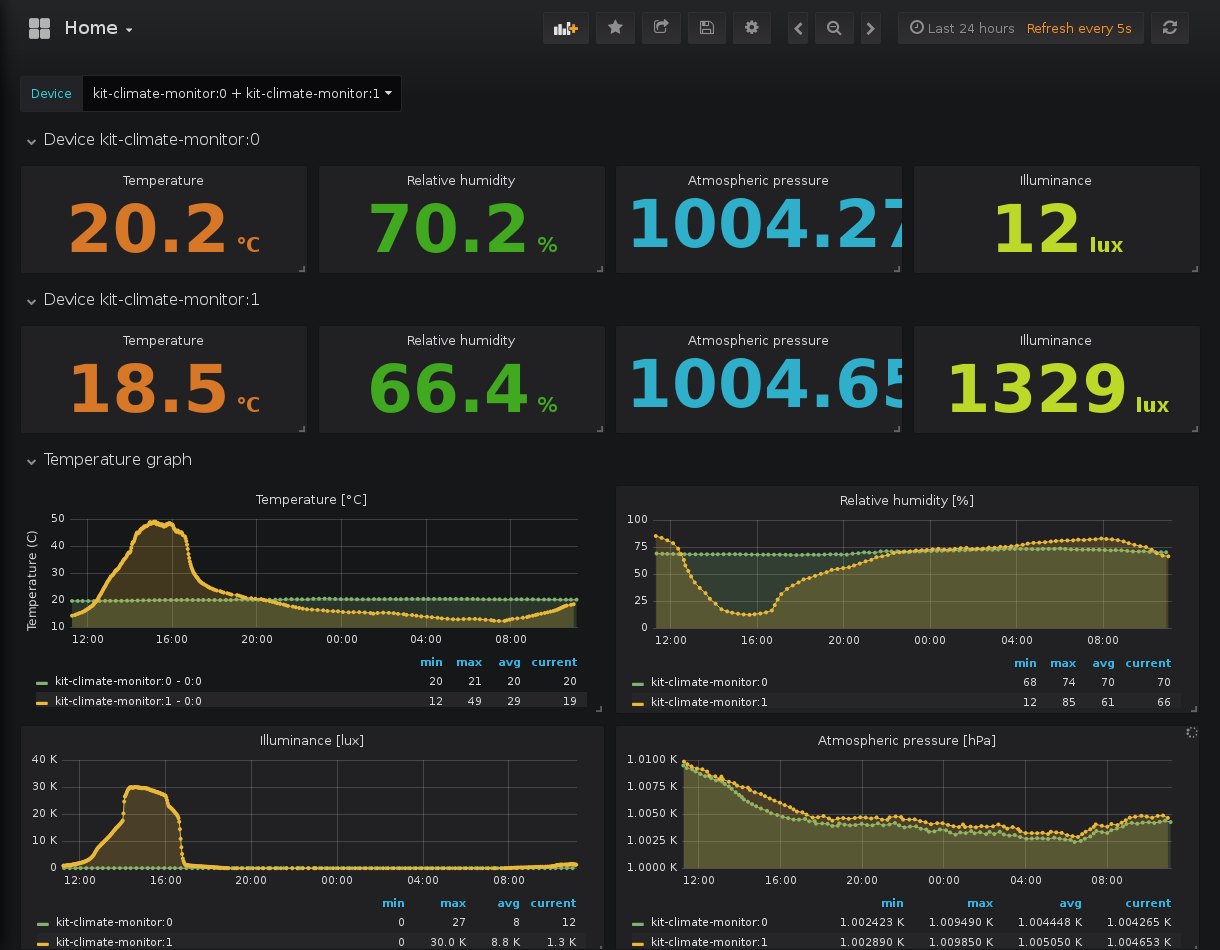 Home
Last 24 hours Refresh every 5s
Device kit-climate-monitor:0 + kit-climate-monitor:1
Device kit-climate-monitor:0
Temperature Relative humidity Atmospheric pressure Illuminance
20.2 °C 70.2 % 1004.27 12 lux
Device kit-climate-monitor:1
Temperature Relative humidity Atmospheric pressure Illuminance
18.5 °C 66.4 % 1004.65 1329 lux
Temperature graph
Temperature [°C]
Temperature (C)
50
40
30
20
10
12:00 16:00 20:00 00:00 04:00 08:00
min max avg current
kit-climate-monitor:0 - 0:0 20 21 20 20
kit-climate-monitor:1 - 0:0 12 49 29 19
Relative humidity [%]
100
75
50
25
0
12:00 16:00 20:00 00:00 04:00 08:00
min max avg current
kit-climate-monitor:0 68 74 70 70
kit-climate-monitor:1 12 85 61 66
Illuminance [lux]
40 K
30 K
20 K
10 K
0
12:00 16:00 20:00 00:00 04:00 08:00
min max avg current
kit-climate-monitor:0 0 27 8 12
kit-climate-monitor:1 0 30.0 K 8.8 K 1.3 K
Atmospheric pressure [hPa]
1.0100 K
1.0075 K
1.0050 K
1.0025 K
1.0000 K
12:00 16:00 20:00 00:00 04:00 08:00
min max avg current
kit-climate-monitor:0 1.002423 K 1.009490 K 1.004448 K 1.004265 K
kit-climate-monitor:1 1.002890 K 1.009850 K 1.005050 K 1.004653 K